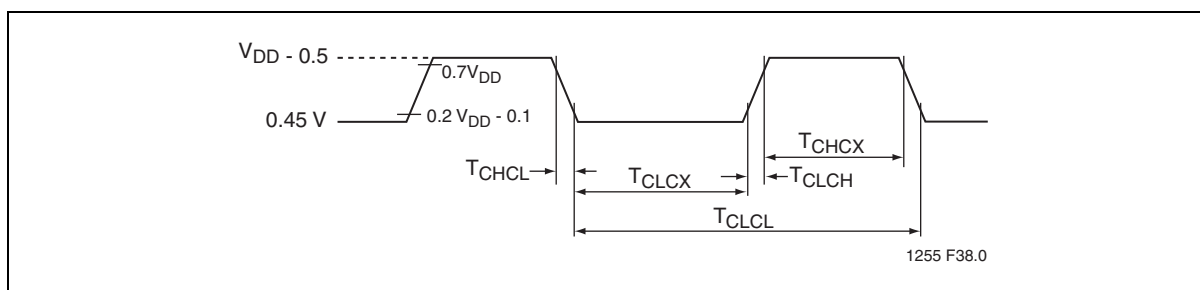 VDD - 0.5
0.7VDD
0.2 VDD - 0.1
0.45 V
TCHCX
TCHCL
TCLCX
TCLCH
TCLCL
1255 F38.0